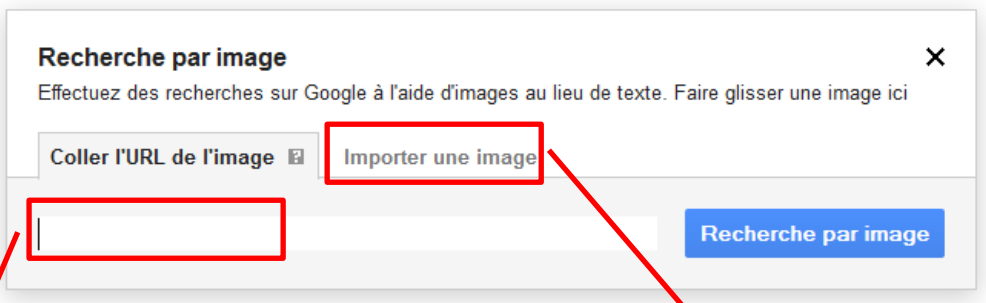 Recherche par image
Effectuez des recherches sur Google à l'aide d'images au lieu de texte. Faire glisser une image ici
Coller l'URL de l'image ? Importer une image
Recherche par image